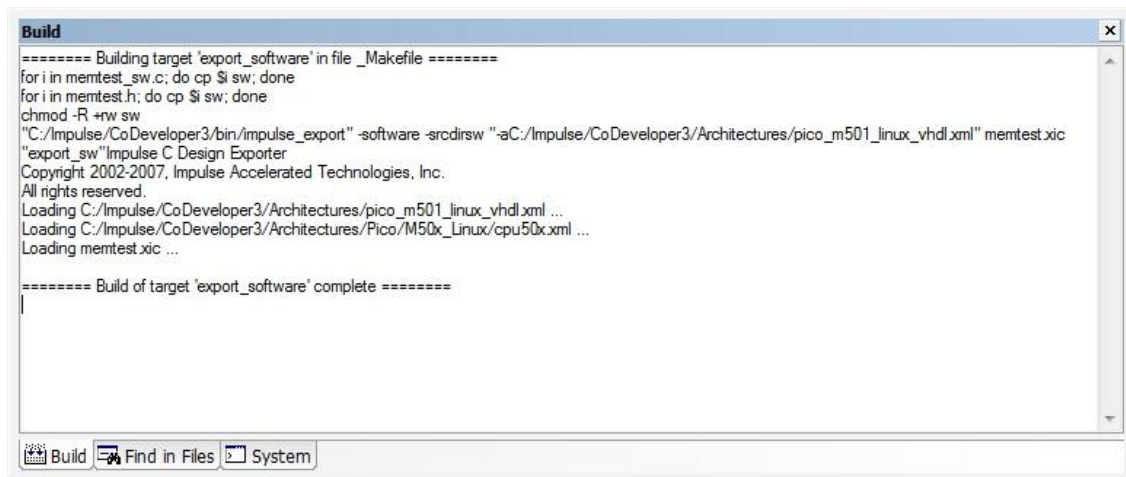 Build
======== Building target 'export_software' in file _Makefile ========
for i in memtest_sw.c; do cp $i sw; done
for i in memtest.h; do cp $i sw; done
chmod -R +rw sw
"C:/Impulse/CoDeveloper3/bin/impulse_export" -software -srcdirsw "-aC:/Impulse/CoDeveloper3/Architectures/pico_m501_linux_vhdl.xml" memtest.xic
"export_sw"Impulse C Design Exporter
Copyright 2002-2007, Impulse Accelerated Technologies, Inc.
All rights reserved.
Loading C:/Impulse/CoDeveloper3/Architectures/pico_m501_linux_vhdl.xml ...
Loading C:/Impulse/CoDeveloper3/Architectures/Pico/M50x_Linux/cpu50x.xml ...
Loading memtest.xic ...
======== Build of target 'export_software' complete ========
Build Find in Files System